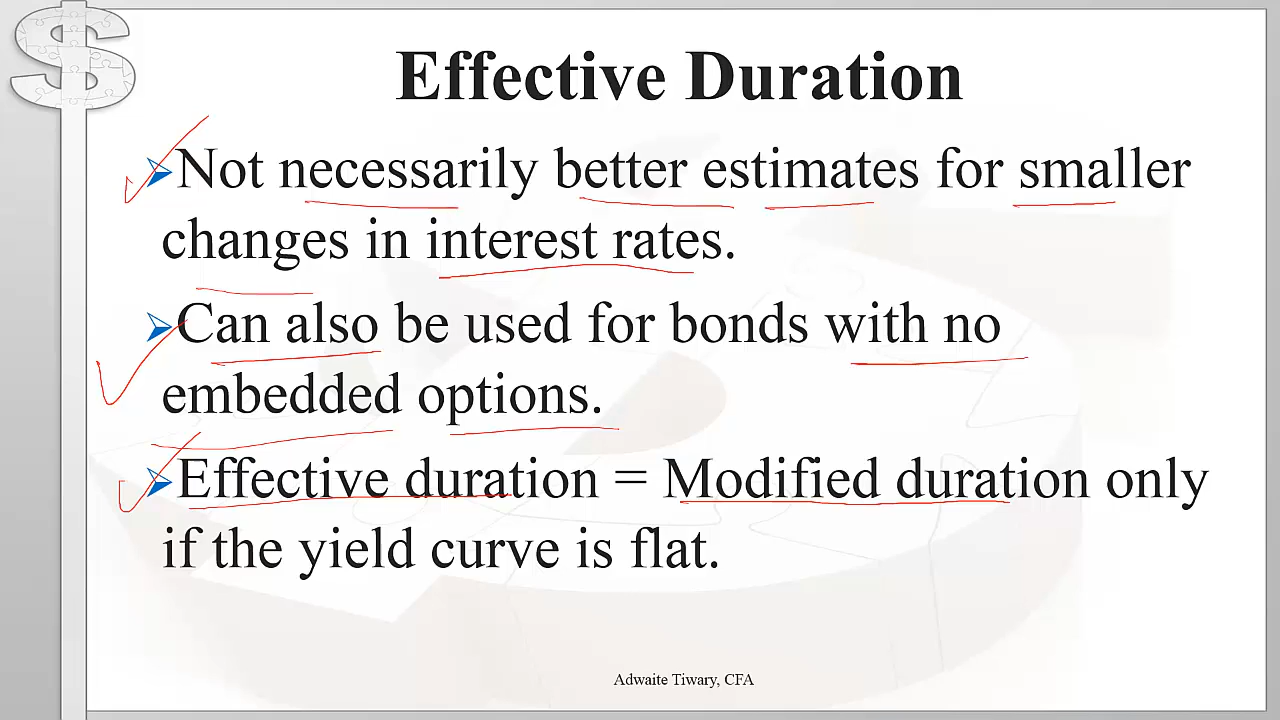 Effective Duration
Not necessarily better estimates for smaller
changes in interest rates.
Can also be used for bonds with no
embedded options.
Effective duration = Modified duration only
if the yield curve is flat.
Adwaite Tiwary, CFA